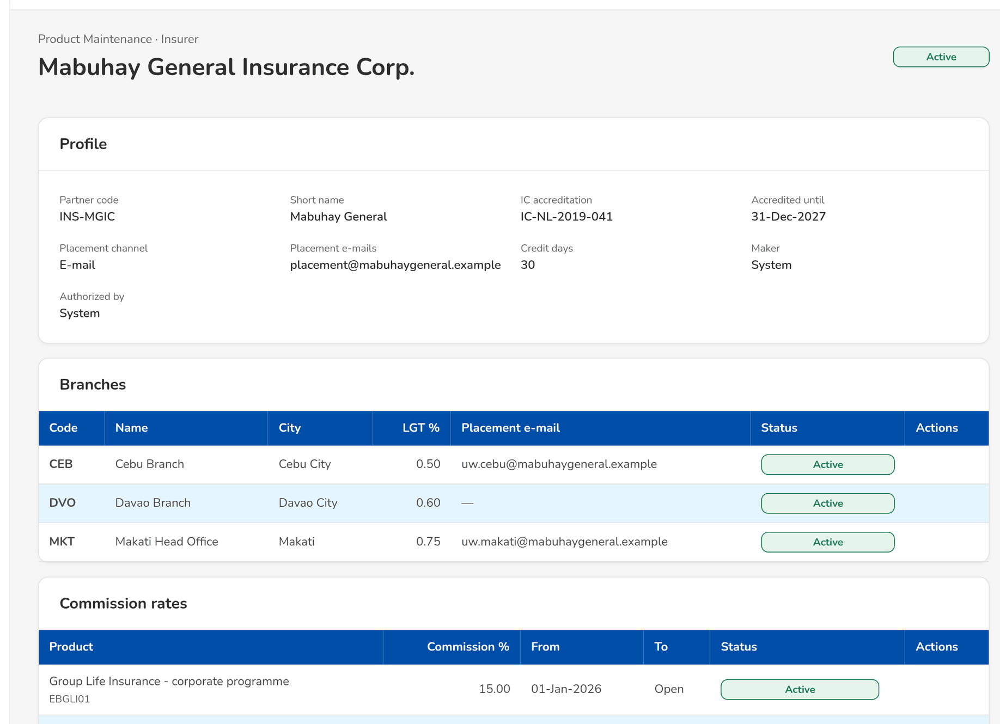 Product Maintenance · Insurer
Mabuhay General Insurance Corp.
Active
Profile
Partner code Short name IC accreditation Accredited until
INS-MGIC Mabuhay General IC-NL-2019-041 31-Dec-2027
Placement channel Placement e-mails Credit days Maker
E-mail placement@mabuhaygeneral.example 30 System
Authorized by
System
Branches
Code Name City LGT % Placement e-mail Status Actions
CEB Cebu Branch Cebu City 0.50 uw.cebu@mabuhaygeneral.example Active
DVO Davao Branch Davao City 0.60 — Active
MKT Makati Head Office Makati 0.75 uw.makati@mabuhaygeneral.example Active
Commission rates
Product Commission % From To Status Actions
Group Life Insurance - corporate programme 15.00 01-Jan-2026 Open Active
EBGLI01